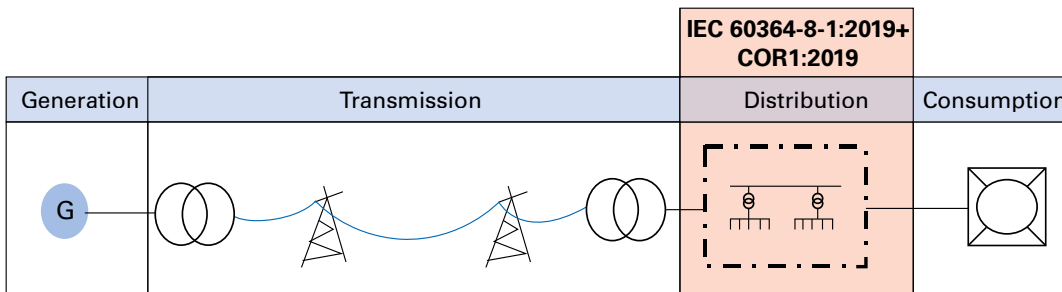 IEC 60364-8-1:2019+
COR1:2019
Generation
Transmission
Distribution
Consumption
G